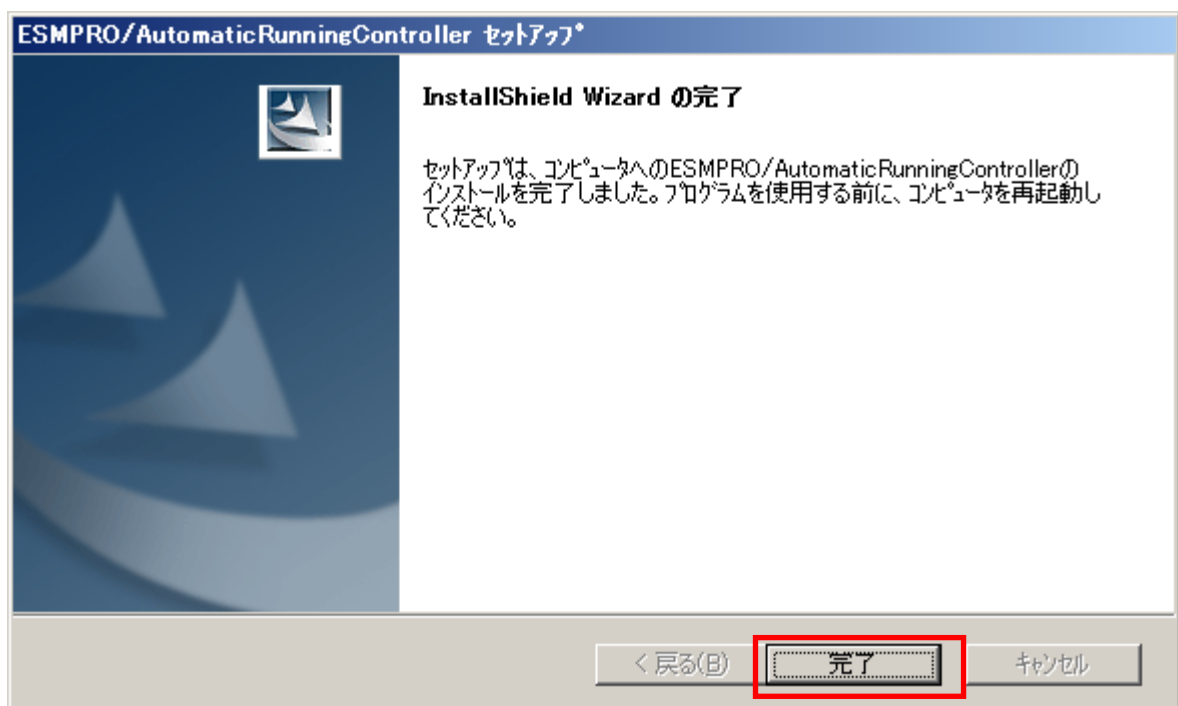 ESMPRO/AutomaticRunningController ｾｯﾄｱｯﾌﾟ
InstallShield Wizard の完了
ｾｯﾄｱｯﾌﾟは、ｺﾝﾋﾟｭｰﾀへのESMPRO/AutomaticRunningControllerの
ｲﾝｽﾄｰﾙを完了しました。ﾌﾟﾛｸﾞﾗﾑを使用する前に、ｺﾝﾋﾟｭｰﾀを再起動し
てください。
< 戻る(B)
完了
ｷｬﾝｾﾙ